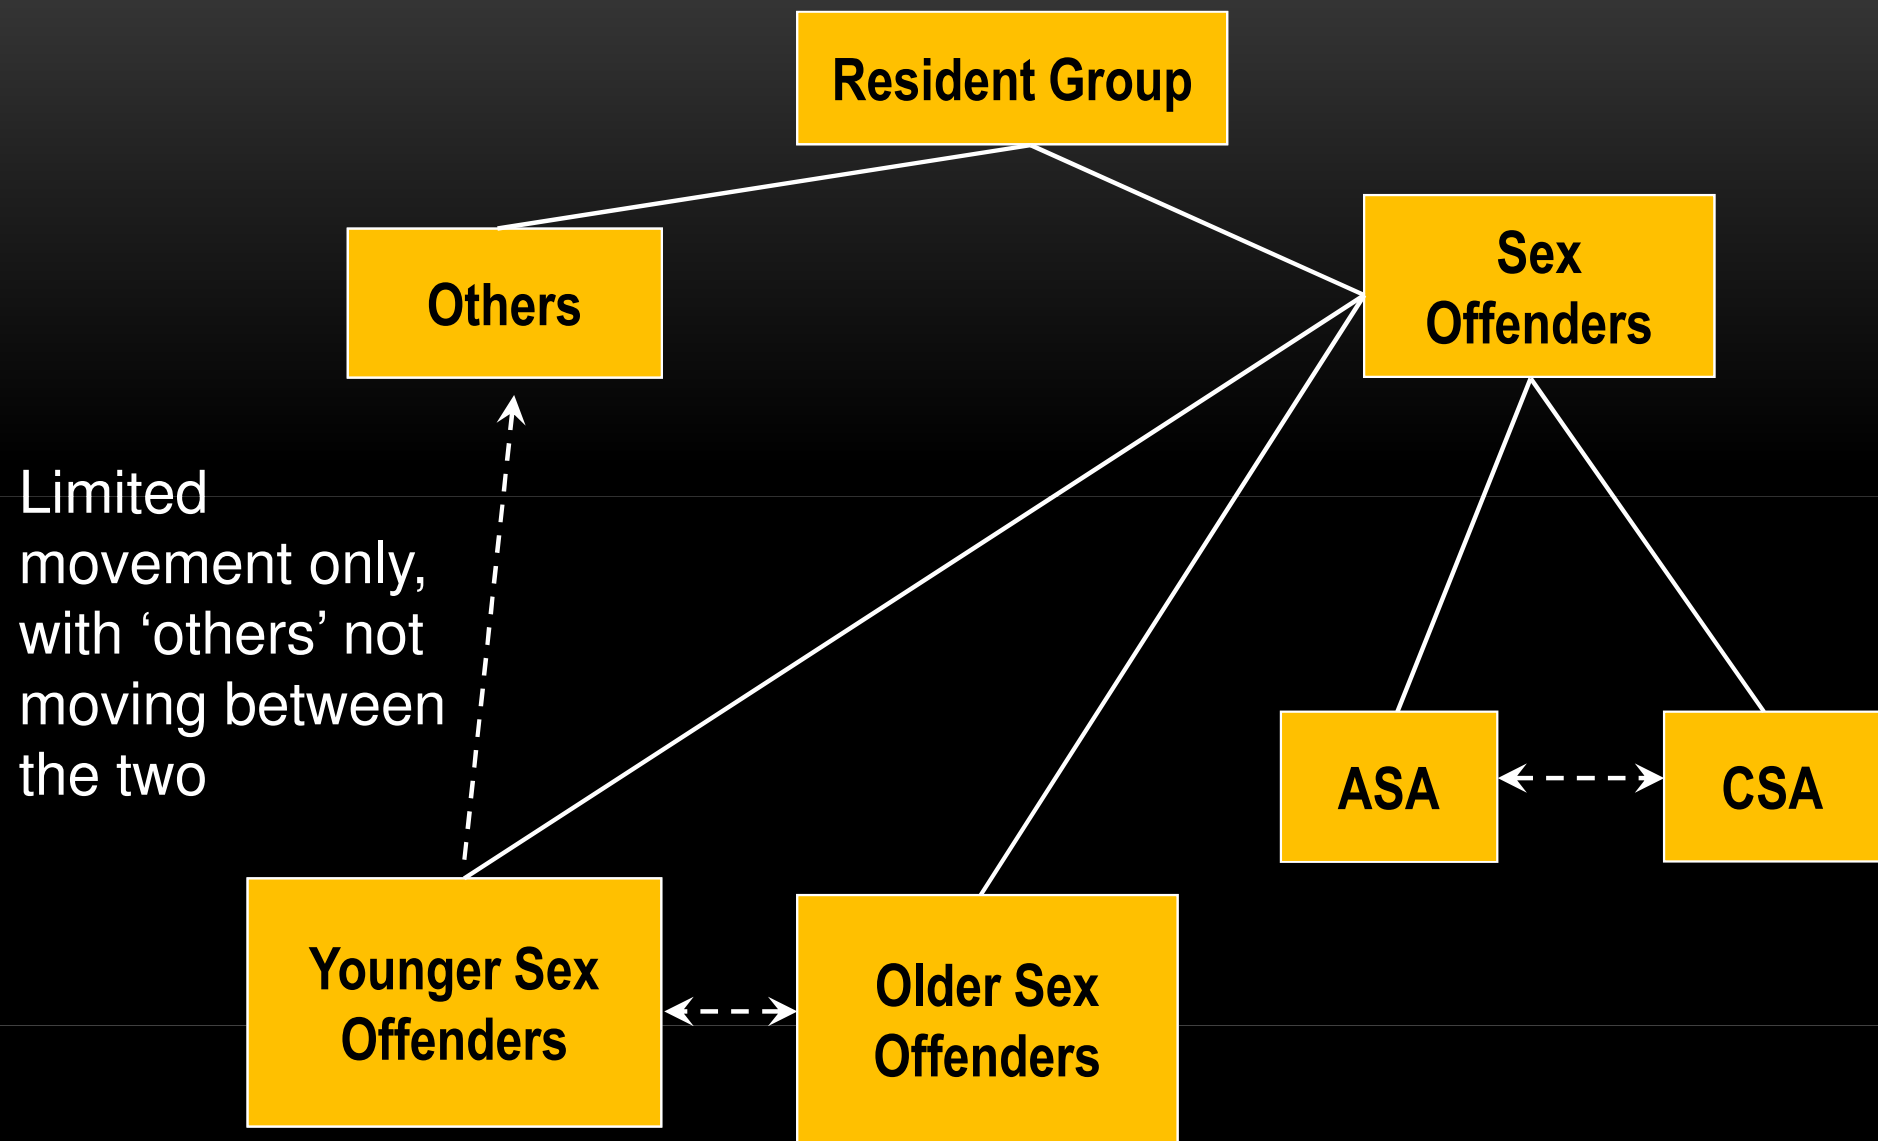 Resident Group
Others
Sex
Offenders
Limited
movement only,
with ‘others’ not
moving between
the two
ASA
CSA
Younger Sex
Offenders
Older Sex
Offenders